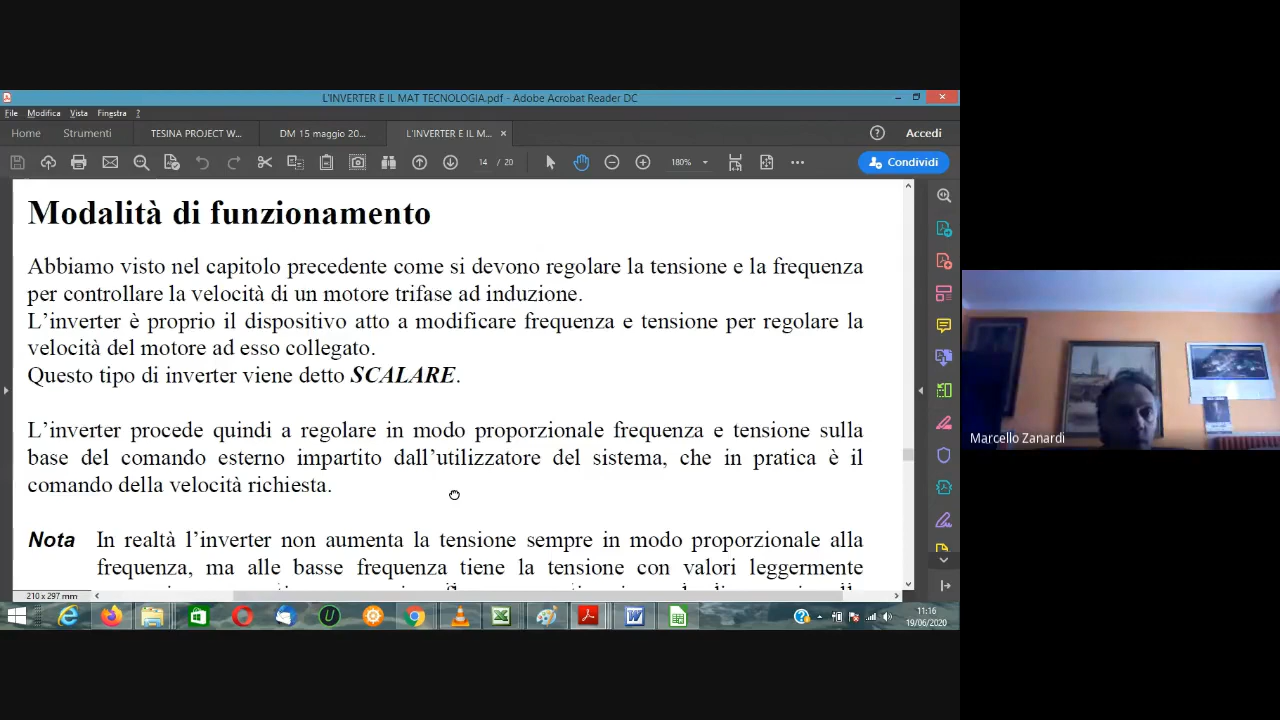 L'INVERTER E IL MAT TECNOLOGIA.pdf - Adobe Acrobat Reader DC
File Modifica Vista Finestra ?
Home Strumenti TESINA PROJECT W... DM 15 maggio 20... L'INVERTER E IL M... × Accedi
14 / 20 180% Condividi
Modalità di funzionamento
Abbiamo visto nel capitolo precedente come si devono regolare la tensione e la frequenza
per controllare la velocità di un motore trifase ad induzione.
L’inverter è proprio il dispositivo atto a modificare frequenza e tensione per regolare la
velocità del motore ad esso collegato.
Questo tipo di inverter viene detto SCALARE.
L’inverter procede quindi a regolare in modo proporzionale frequenza e tensione sulla
base del comando esterno impartito dall’utilizzatore del sistema, che in pratica è il
comando della velocità richiesta.
Nota In realtà l’inverter non aumenta la tensione sempre in modo proporzionale alla
frequenza, ma alle basse frequenza tiene la tensione con valori leggermente
210 x 297 mm
11:16
19/06/2020
Marcello Zanardi